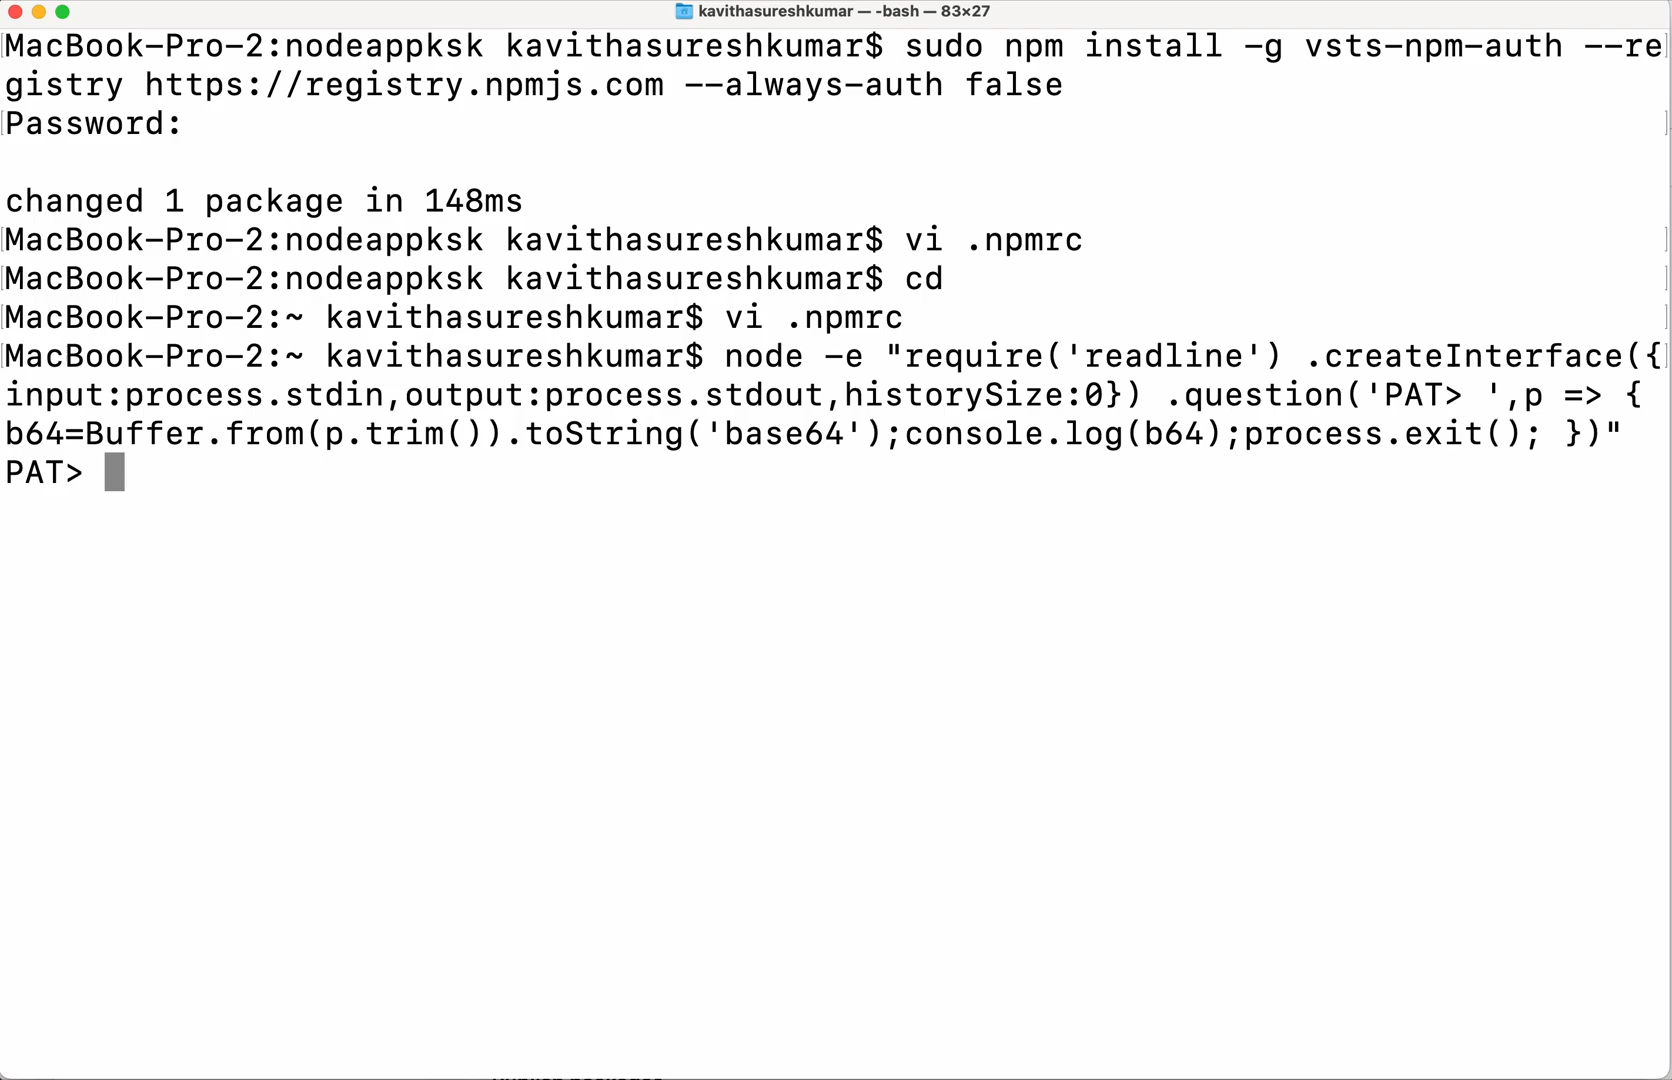 kavithasureshkumar — -bash — 83×27
MacBook-Pro-2:nodeappksk kavithasureshkumar$ sudo npm install -g vsts-npm-auth --re
gistry https://registry.npmjs.com --always-auth false
Password:
changed 1 package in 148ms
MacBook-Pro-2:nodeappksk kavithasureshkumar$ vi .npmrc
MacBook-Pro-2:nodeappksk kavithasureshkumar$ cd
MacBook-Pro-2:~ kavithasureshkumar$ vi .npmrc
MacBook-Pro-2:~ kavithasureshkumar$ node -e "require('readline') .createInterface({
input:process.stdin,output:process.stdout,historySize:0}) .question('PAT> ',p => {
b64=Buffer.from(p.trim()).toString('base64');console.log(b64);process.exit(); })"
PAT>